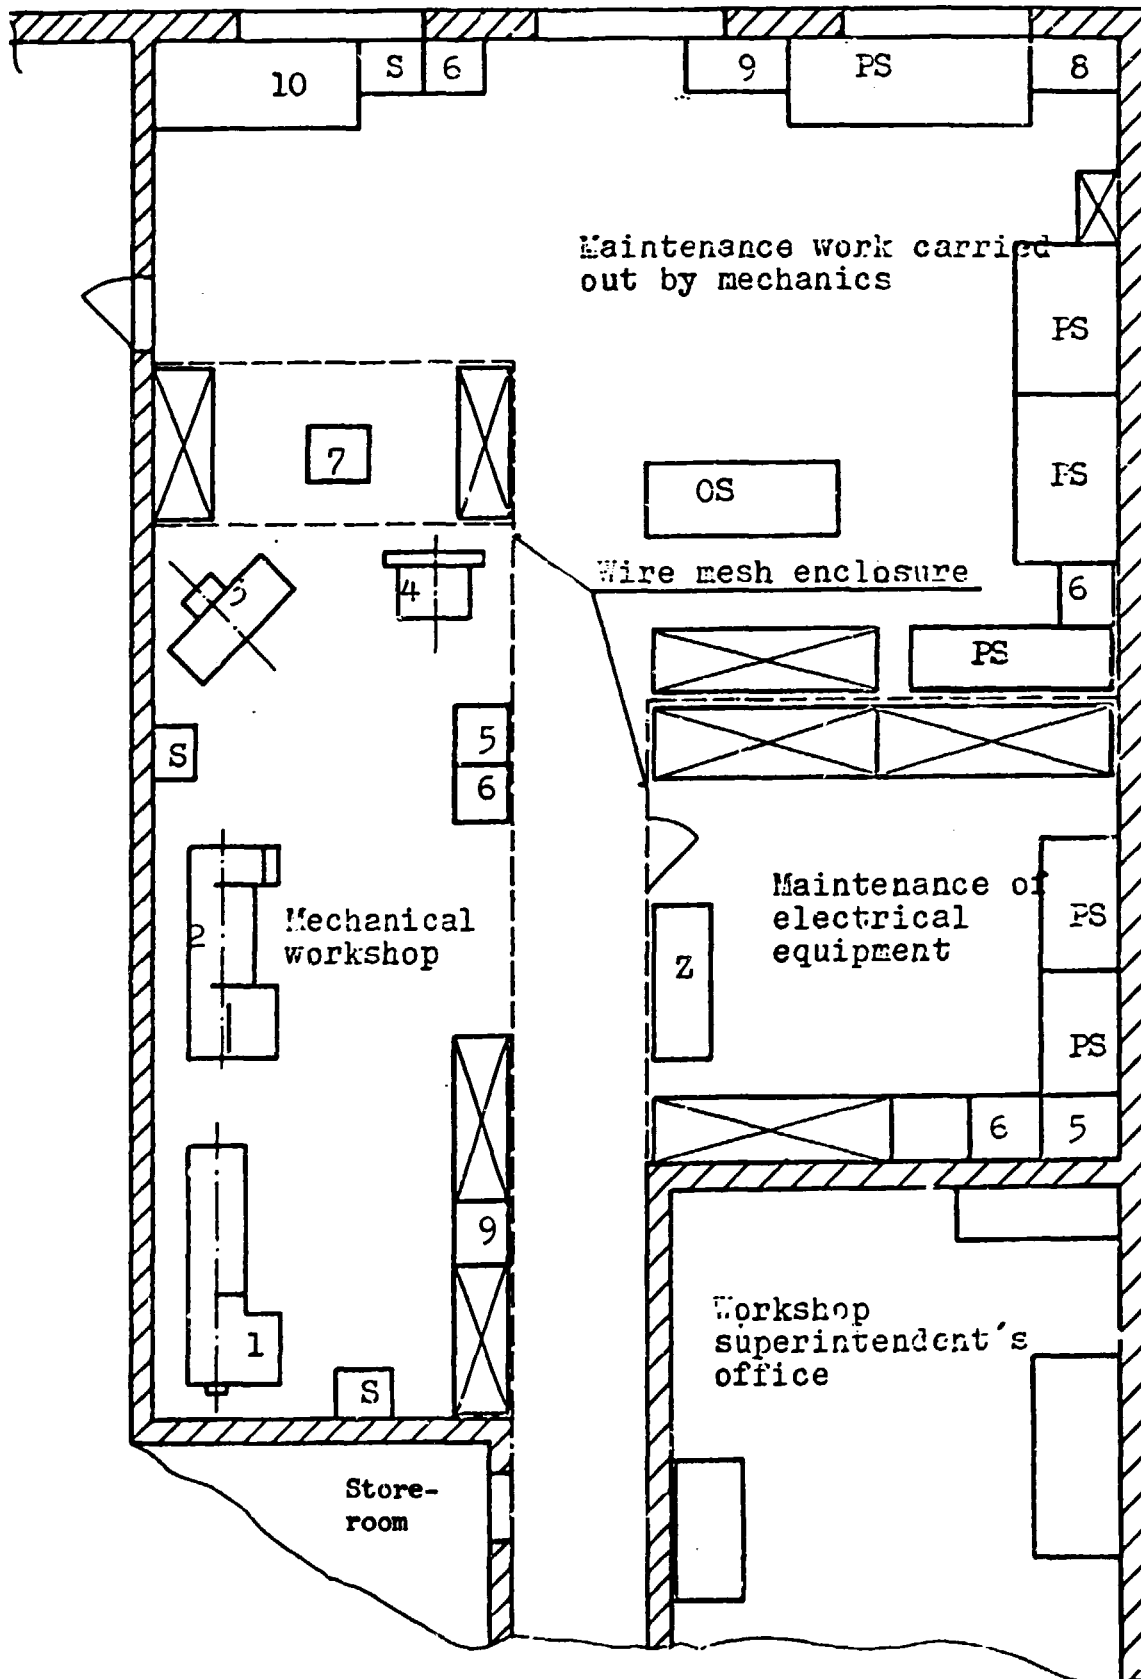 10
S
6
9
PS
8
Maintenance work carried
out by mechanics
PS
7
OS
PS
Wire mesh enclosure
3
4
6
PS
S
5
6
2
Mechanical
workshop
Maintenance of
electrical
equipment
PS
Z
PS
6
5
9
1
Workshop
superintendent's
office
S
Store-
room